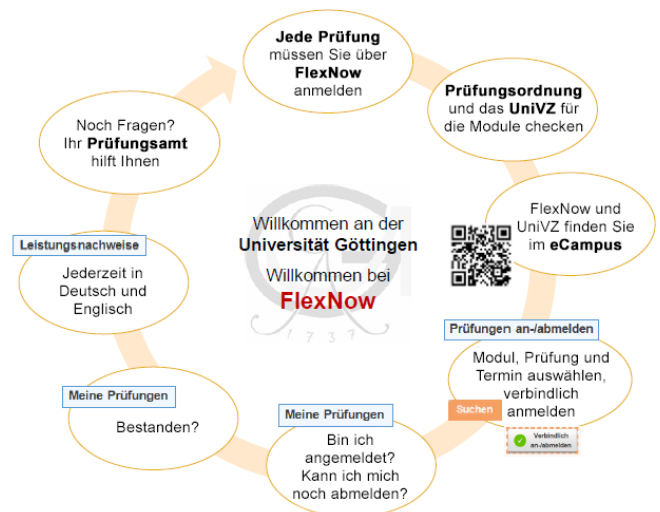 Jede Prüfung
müssen Sie über
FlexNow
anmelden
Prüfungsordnung
und das UniVZ für
die Module checken
FlexNow und
UniVZ finden Sie
im eCampus
Prüfungen an-/abmelden
Modul, Prüfung und
Termin auswählen,
verbindlich
anmelden
Suchen
Verbindlich
an-/abmelden
Meine Prüfungen
Bin ich
angemeldet?
Kann ich mich
noch abmelden?
Meine Prüfungen
Bestanden?
Leistungsnachweise
Jederzeit in
Deutsch und
Englisch
Noch Fragen?
Ihr Prüfungsamt
hilft Ihnen
Willkommen an der
Universität Göttingen
Willkommen bei
FlexNow
1737